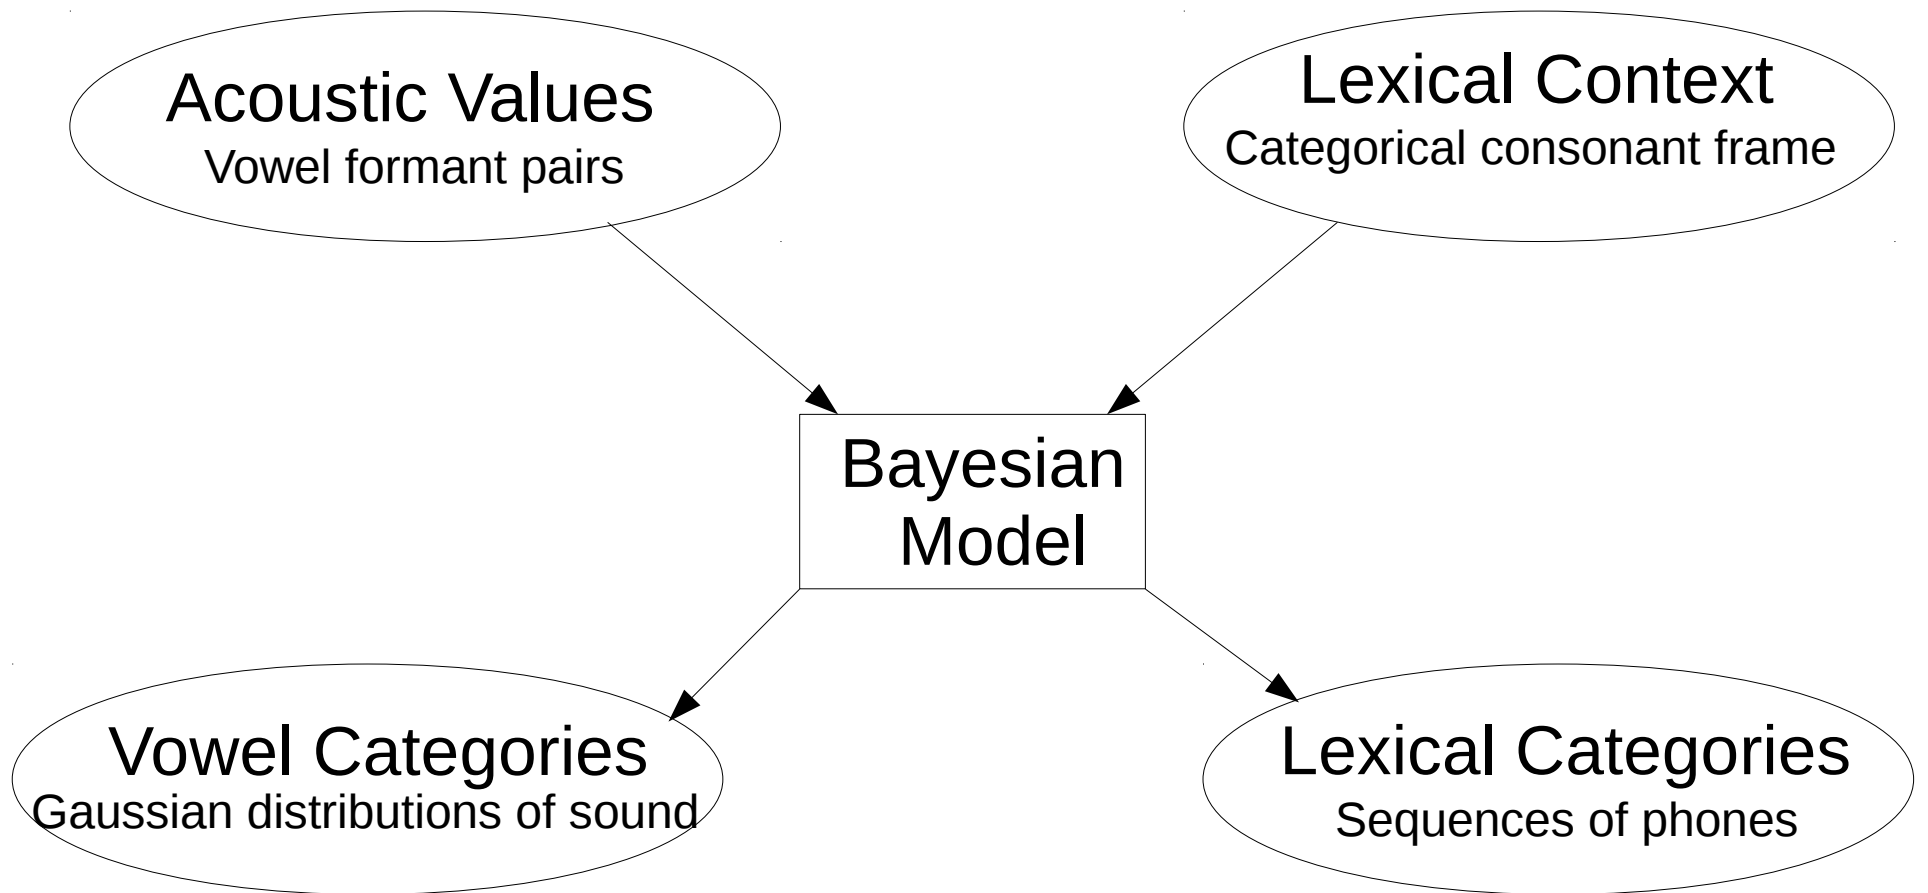 Acoustic Values
Vowel formant pairs
Lexical Context
Categorical consonant frame
Bayesian
Model
Vowel Categories
Gaussian distributions of sound
Lexical Categories
Sequences of phones